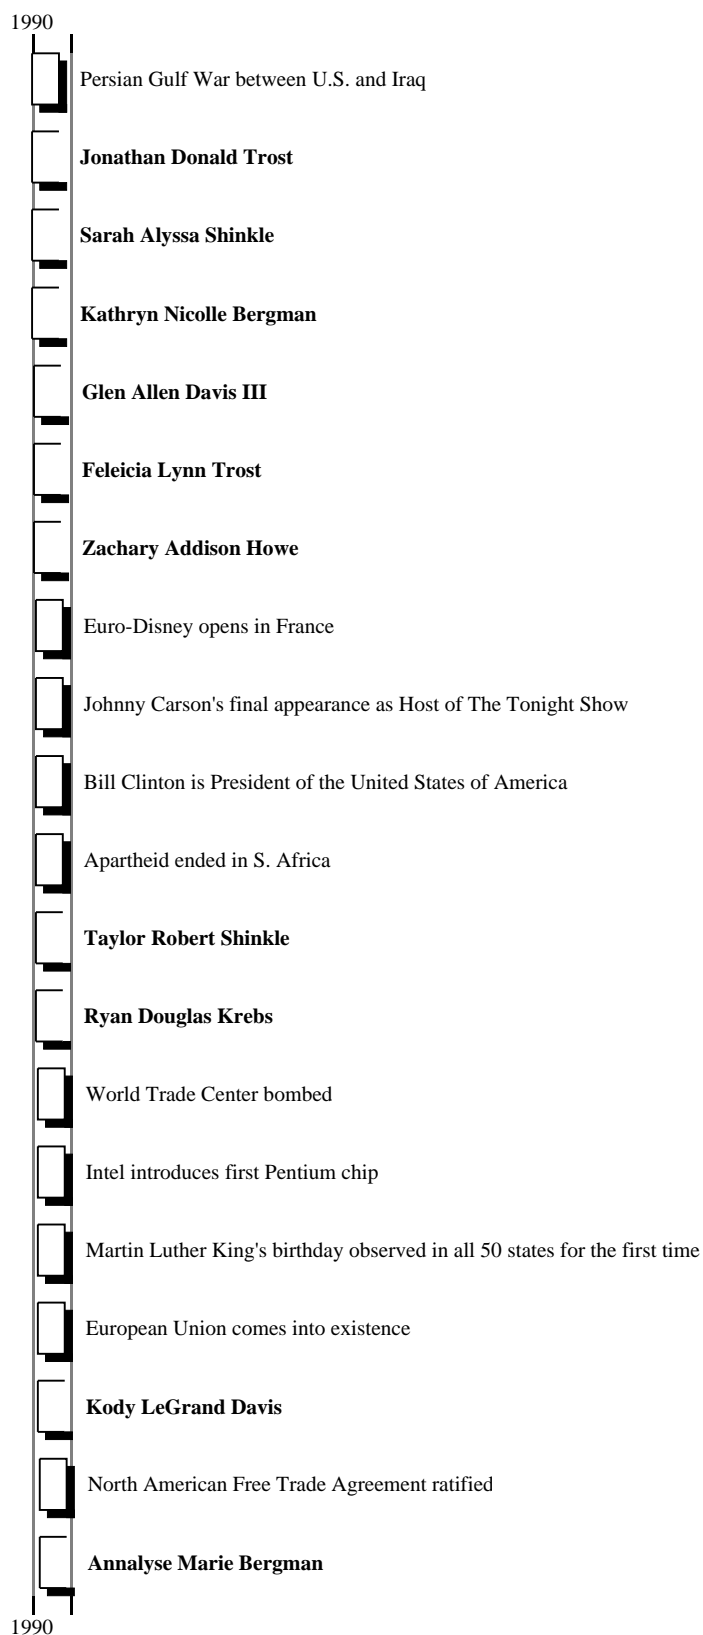 1990
Persian Gulf War between U.S. and Iraq
Jonathan Donald Trost
Sarah Alyssa Shinkle
Kathryn Nicolle Bergman
Glen Allen Davis III
Feleicia Lynn Trost
Zachary Addison Howe
Euro-Disney opens in France
Johnny Carson's final appearance as Host of The Tonight Show
Bill Clinton is President of the United States of America
Apartheid ended in S. Africa
Taylor Robert Shinkle
Ryan Douglas Krebs
World Trade Center bombed
Intel introduces first Pentium chip
Martin Luther King's birthday observed in all 50 states for the first time
European Union comes into existence
Kody LeGrand Davis
North American Free Trade Agreement ratified
Annalyse Marie Bergman
1990